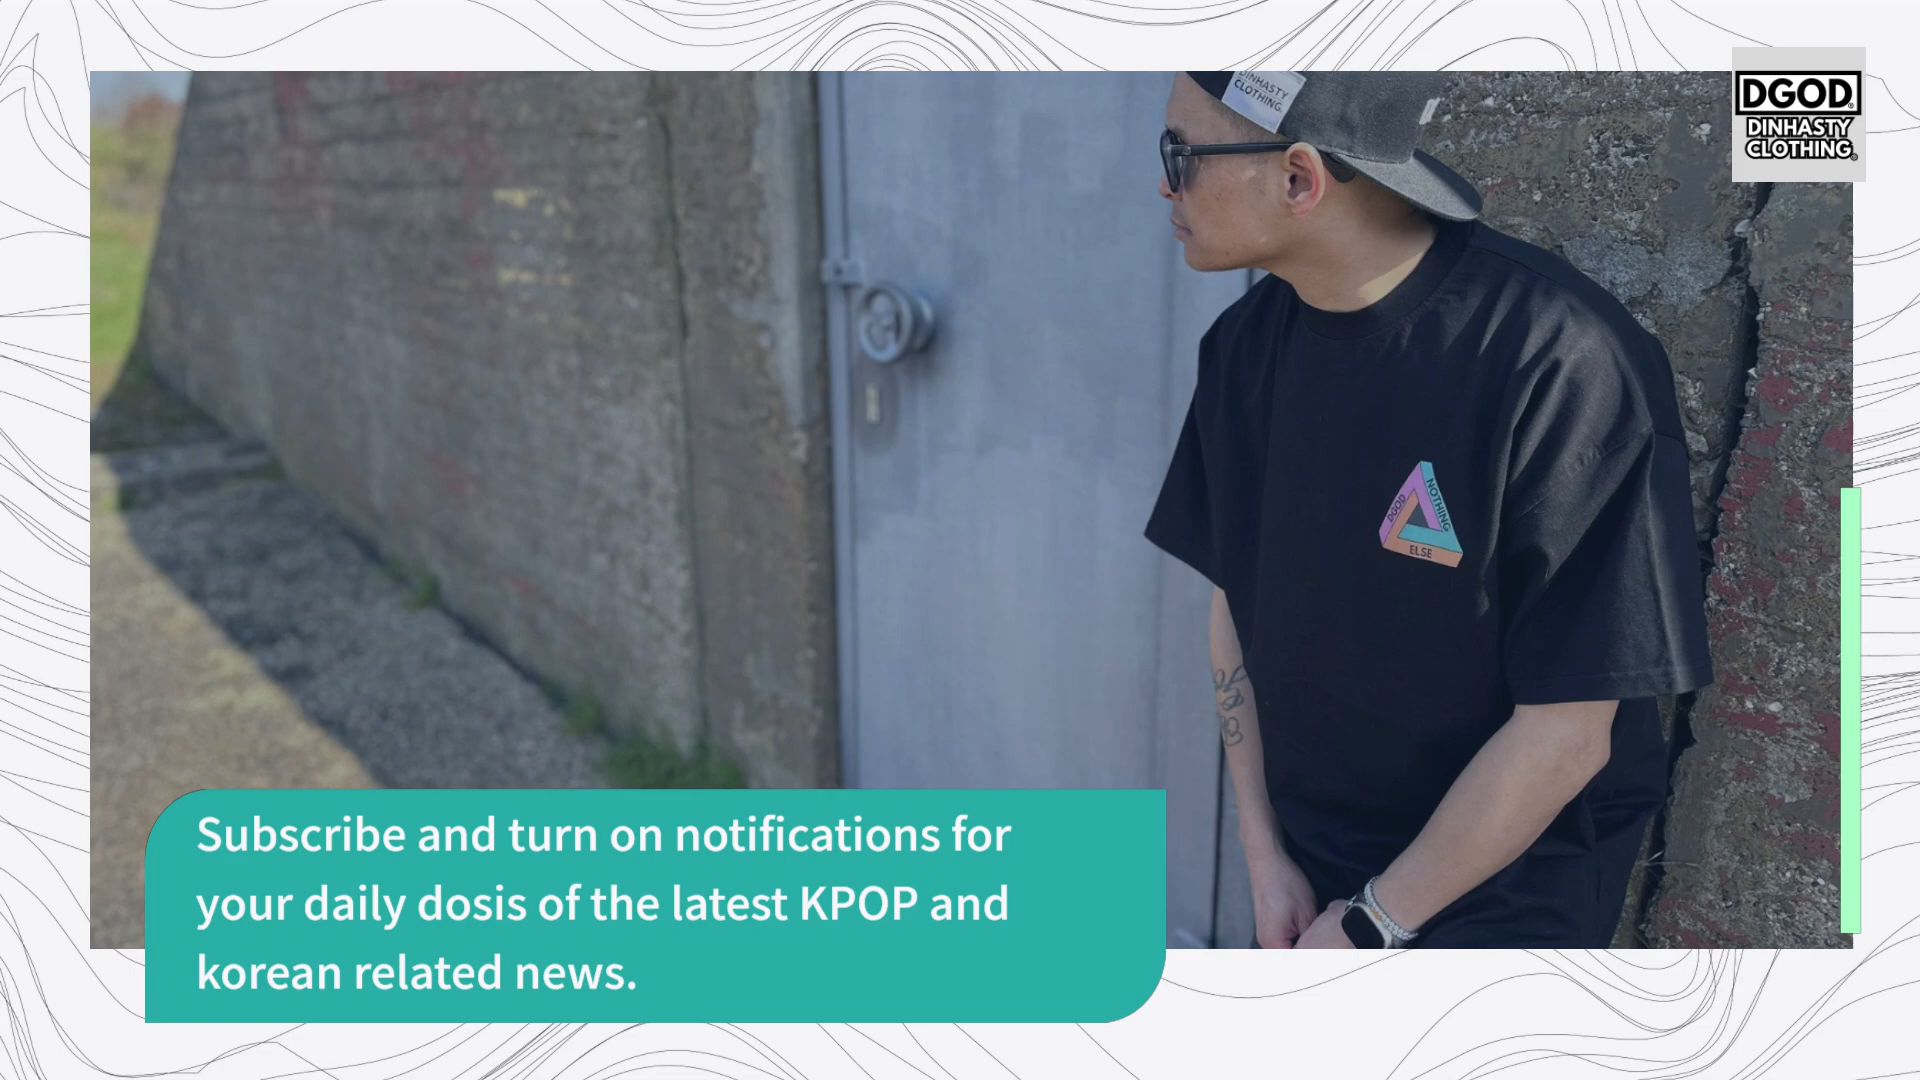 DINHASTY
CLOTHING.
DGOD
DINHASTY
CLOTHING
DGOD
NOTHING
ELSE
Subscribe and turn on notifications for
your daily dosis of the latest KPOP and
korean related news.